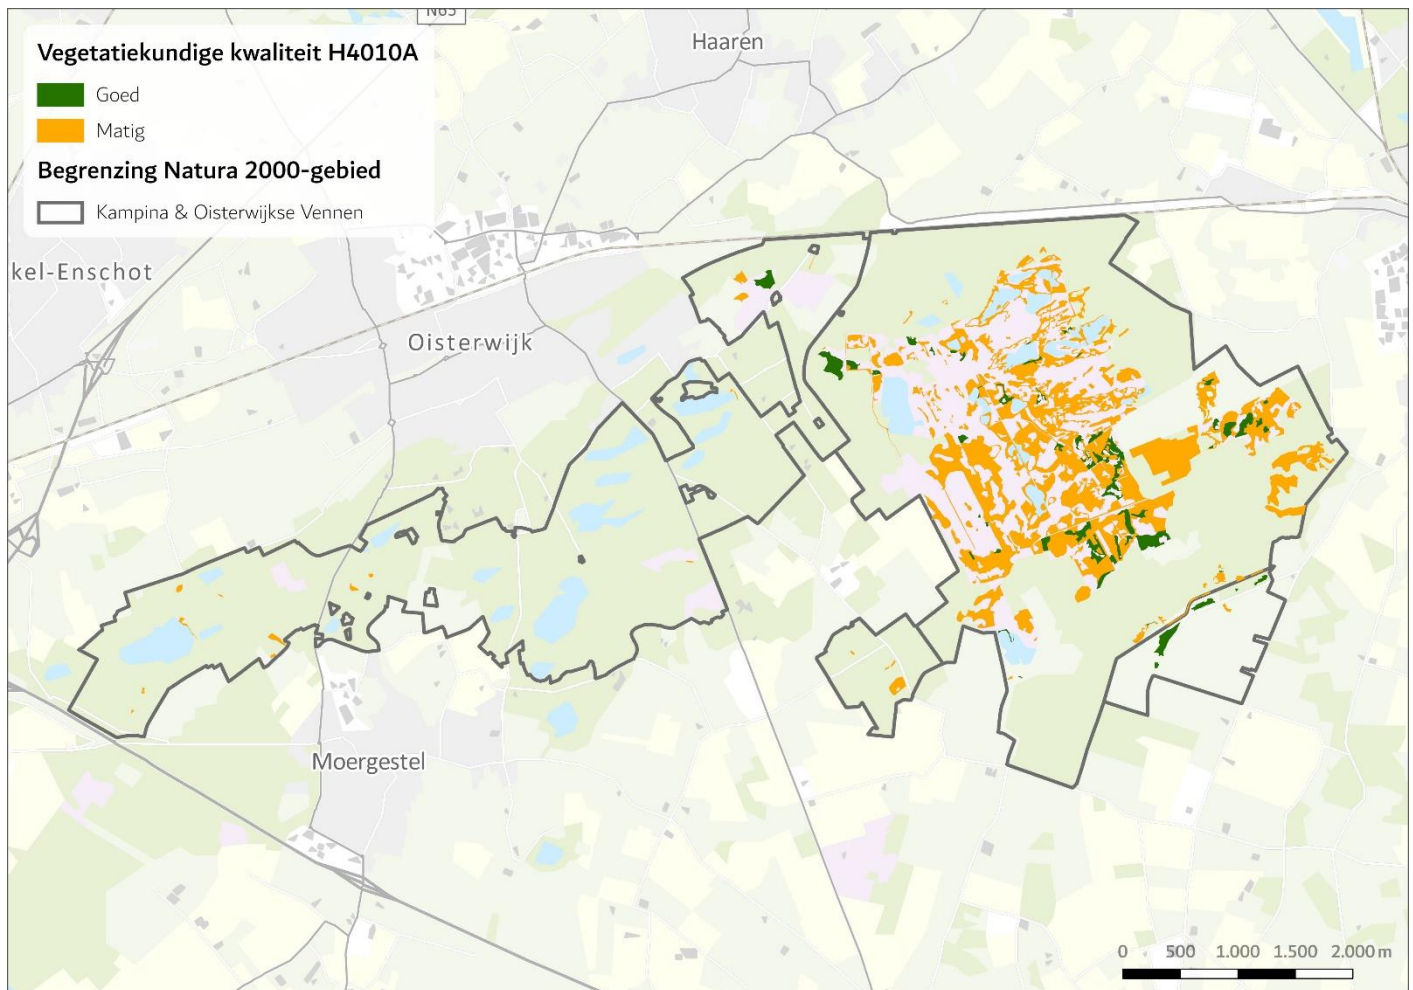 N65
Vegetatiekundige kwaliteit H4010A
Goed
Matig
Begrenzing Natura 2000-gebied
Kampina & Oisterwijkse Vennen
Haaren
kel-Enschot
Oisterwijk
Moergestel
0 500 1.000 1.500 2.000 m